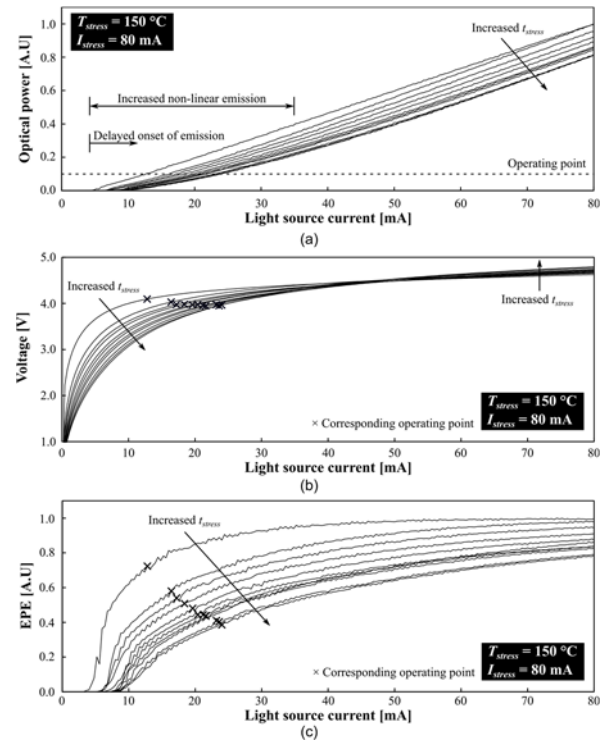 (a)
T_stress = 150 °C
I_stress = 80 mA
Increased t_stress
Increased non-linear emission
Delayed onset of emission
Operating point
Optical power [A.U]
1.0
0.8
0.6
0.4
0.2
0.0
0 10 20 30 40 50 60 70 80
Light source current [mA]
(a)
5.0
4.0
3.0
2.0
1.0
Voltage [V]
Increased t_stress
Increased t_stress
T_stress = 150 °C
I_stress = 80 mA
× Corresponding operating point
0 10 20 30 40 50 60 70 80
Light source current [mA]
(b)
1.0
0.8
0.6
0.4
0.2
0.0
EPE [A.U]
Increased t_stress
T_stress = 150 °C
I_stress = 80 mA
× Corresponding operating point
0 10 20 30 40 50 60 70 80
Light source current [mA]
(c)